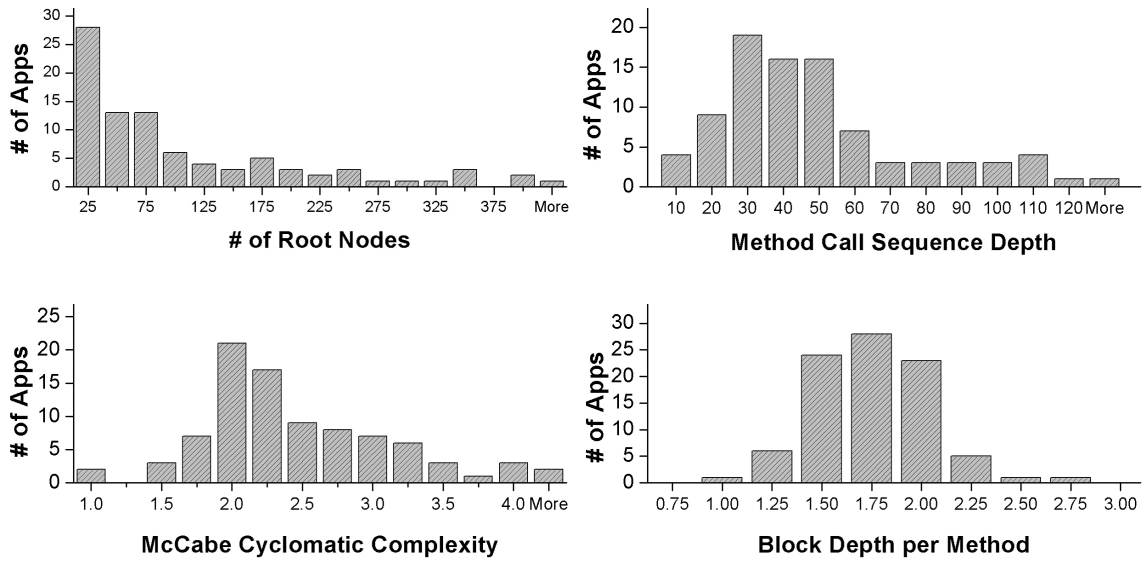 # of Apps
30
25
20
15
10
5
0
25 75 125 175 225 275 325 375 More
# of Root Nodes
# of Apps
20
15
10
5
0
10 20 30 40 50 60 70 80 90 100 110 120 More
Method Call Sequence Depth
# of Apps
25
20
15
10
5
0
1.0 1.5 2.0 2.5 3.0 3.5 4.0 More
McCabe Cyclomatic Complexity
# of Apps
30
25
20
15
10
5
0
0.75 1.00 1.25 1.50 1.75 2.00 2.25 2.50 2.75 3.00
Block Depth per Method